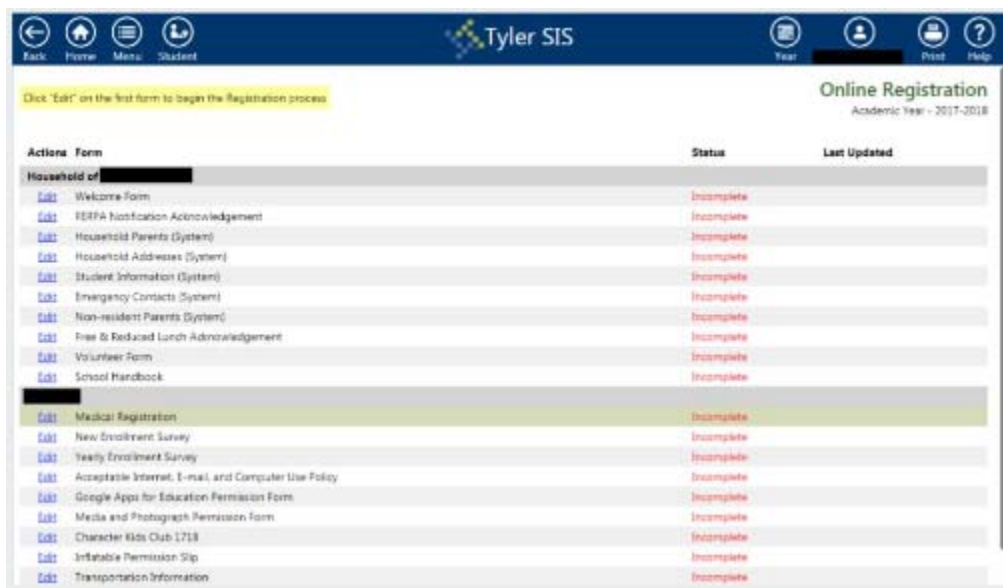 Tyler SIS
Back Home Menu Student Year Print Help
Click "Edit" on the first form to begin the Registration process
Online Registration
Academic Year - 2017-2018
Actions Form Status Last Updated
Household of
Edit Welcome Form Incomplete
Edit FERPA Notification Acknowledgement Incomplete
Edit Household Parents (System) Incomplete
Edit Household Addresses (System) Incomplete
Edit Student Information (System) Incomplete
Edit Emergency Contacts (System) Incomplete
Edit Non-resident Parents (System) Incomplete
Edit Free & Reduced Lunch Acknowledgement Incomplete
Edit Volunteer Form Incomplete
Edit School Handbook Incomplete
Edit Medical Registration Incomplete
Edit New Enrollment Survey Incomplete
Edit Yearly Enrollment Survey Incomplete
Edit Acceptable Internet, E-mail, and Computer Use Policy Incomplete
Edit Google Apps for Education Permission Form Incomplete
Edit Media and Photograph Permission Form Incomplete
Edit Character Kids Club 1718 Incomplete
Edit Inflatable Permission Slip Incomplete
Edit Transportation Information Incomplete